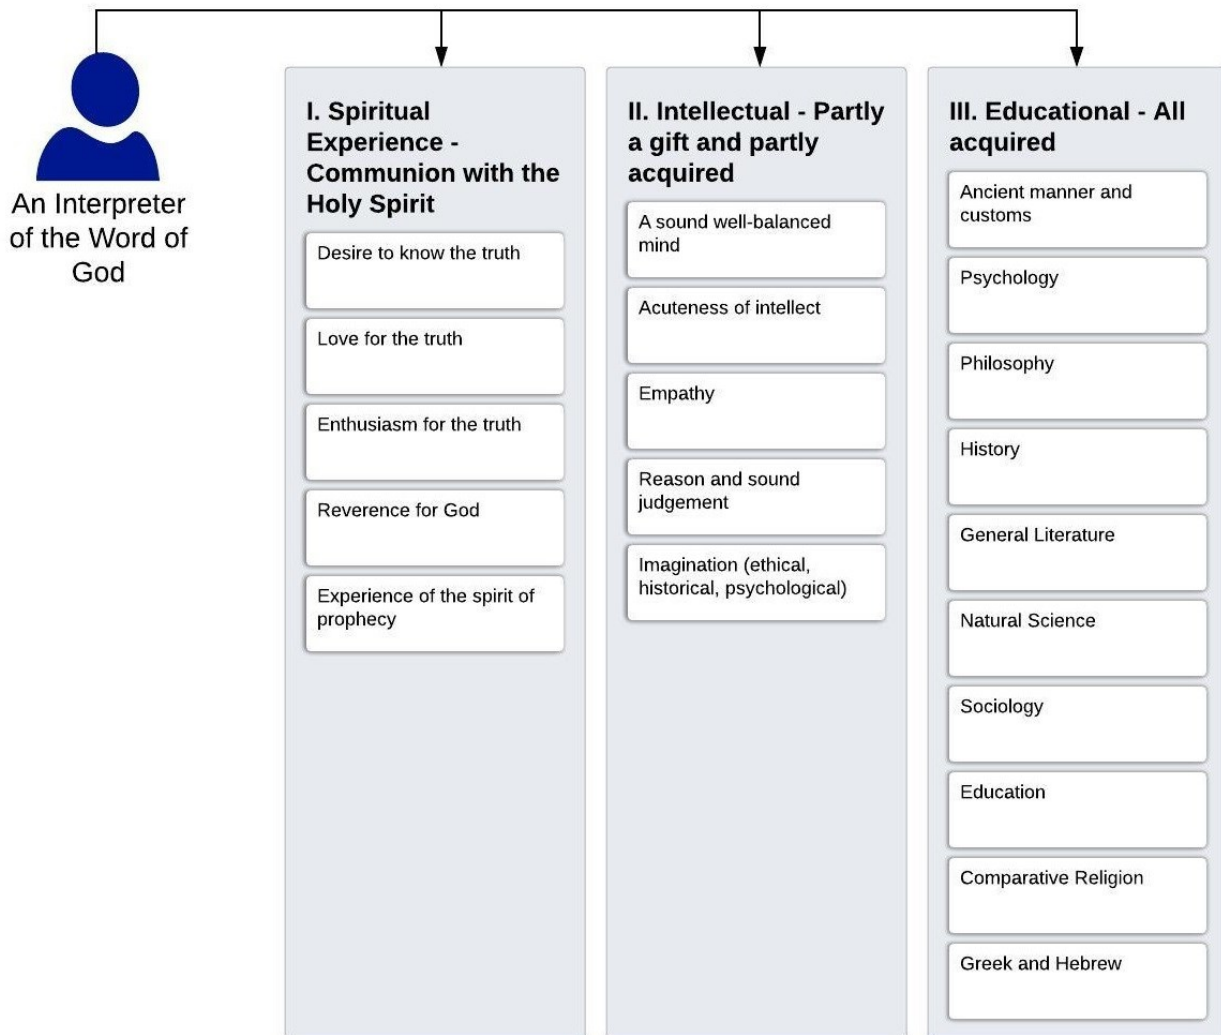 An Interpreter
of the Word of
God
I. Spiritual
Experience -
Communion with the
Holy Spirit
Desire to know the truth
Love for the truth
Enthusiasm for the truth
Reverence for God
Experience of the spirit of
prophecy
II. Intellectual - Partly
a gift and partly
acquired
A sound well-balanced
mind
Acuteness of intellect
Empathy
Reason and sound
judgement
Imagination (ethical,
historical, psychological)
III. Educational - All
acquired
Ancient manner and
customs
Psychology
Philosophy
History
General Literature
Natural Science
Sociology
Education
Comparative Religion
Greek and Hebrew